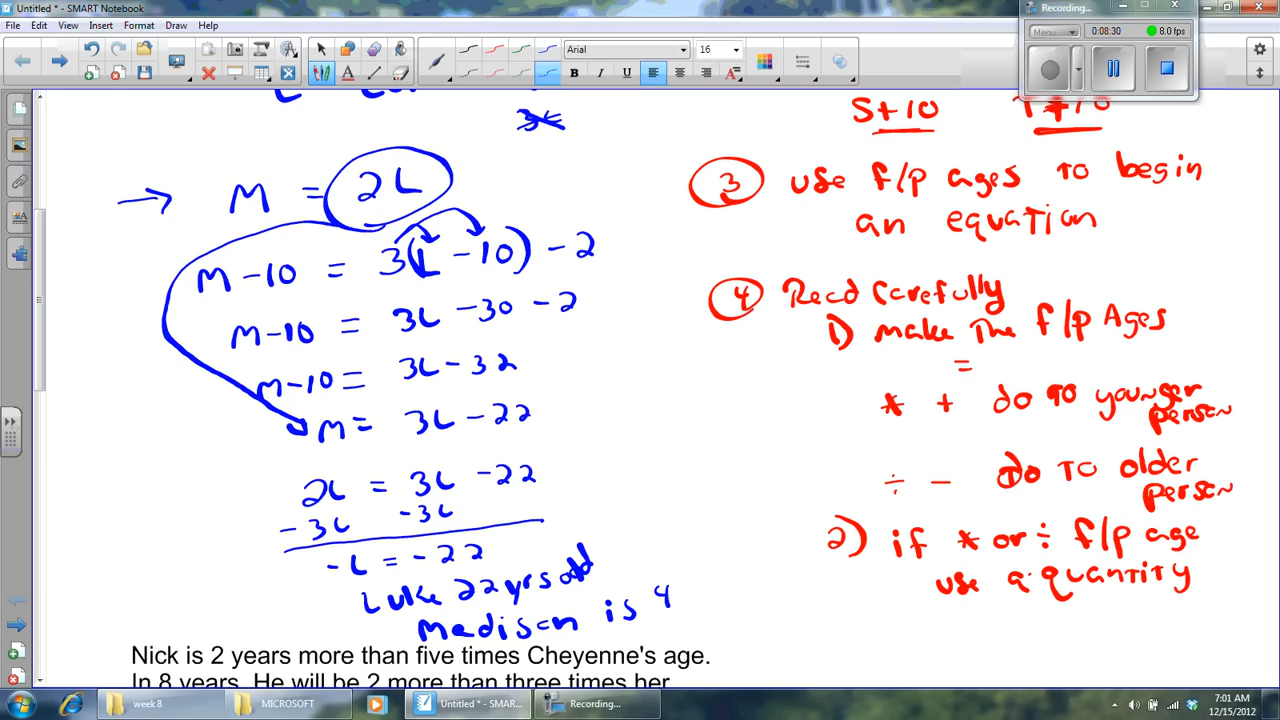 Untitled * - SMART Notebook
Recording...
File Edit View Insert Format Draw Help
Menu 0:08:30 8.0 fps
Arial 16
B I U
S+10
M = 2L
M-10 = 3(L -10) - 2
M-10 = 3L -30 - 2
M-10 = 3L - 32
M = 3L - 22
2L = 3L - 22
- 3L -3L
-L = -22
Luke 22 yrs old
Madison is 4
3 use f/p ages to begin
an equation
4 Read Carefully
1) make The f/p Ages
=
* + do to younger
person
÷ - Do To older
person
2) if * or ÷ f/p age
use a quantity
Nick is 2 years more than five times Cheyenne's age.
In 8 years, He will be 2 more than three times her
week 8
MICROSOFT
Untitled * - SMAR...
Recording...
7:01 AM
12/15/2012